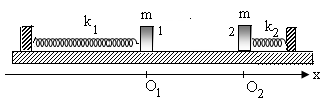 k₁ m 1 2 m k₂
O₁ O₂ x